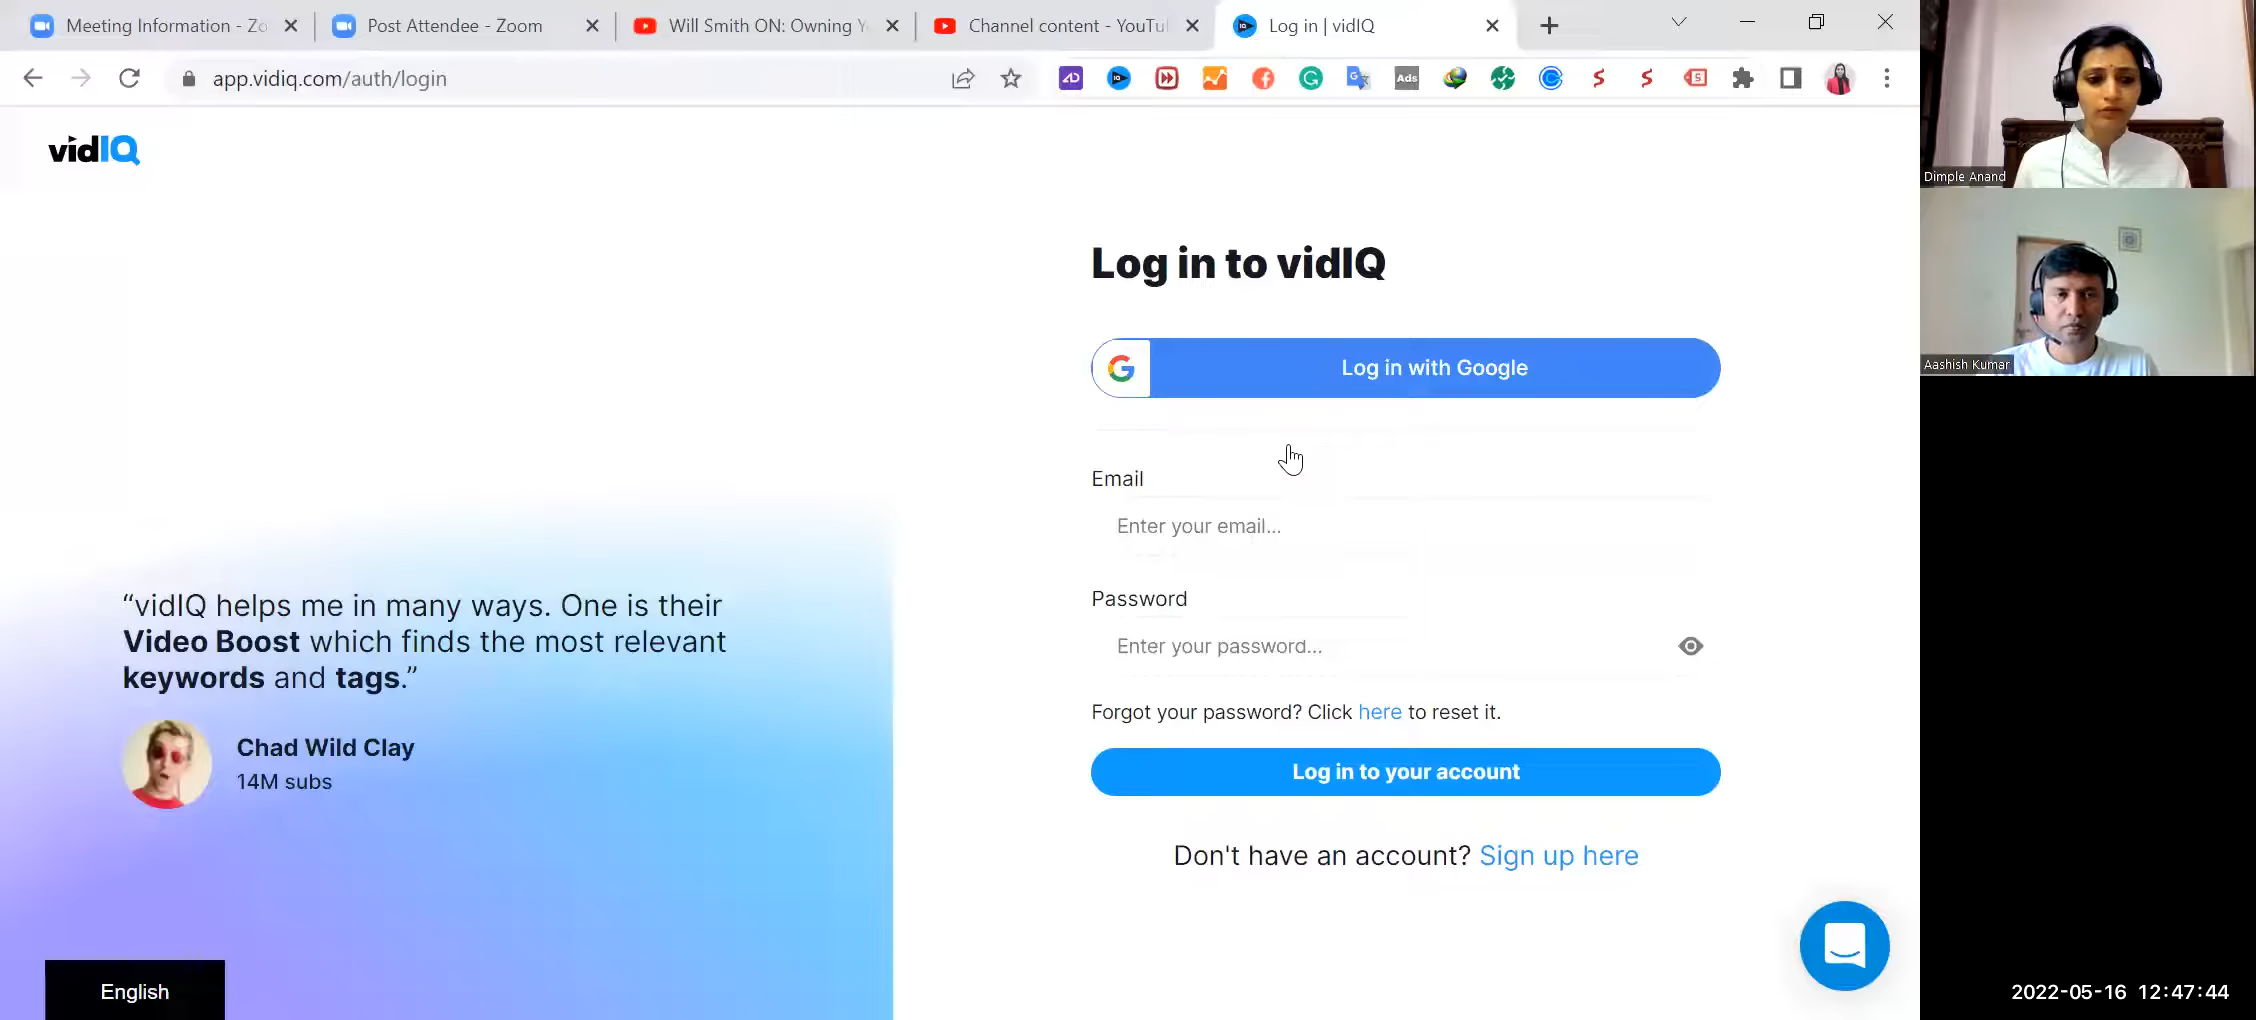 Meeting Information - Zo
Post Attendee - Zoom
Will Smith ON: Owning Y
Channel content - YouTu
Log in | vidIQ
app.vidiq.com/auth/login
Ads
vidIQ
Log in to vidIQ
Log in with Google
Email
Enter your email...
Password
Enter your password...
Forgot your password? Click here to reset it.
Log in to your account
Don't have an account? Sign up here
“vidIQ helps me in many ways. One is their
Video Boost which finds the most relevant
keywords and tags.”
Chad Wild Clay
14M subs
English
Dimple Anand
Aashish Kumar
2022-05-16 12:47:44